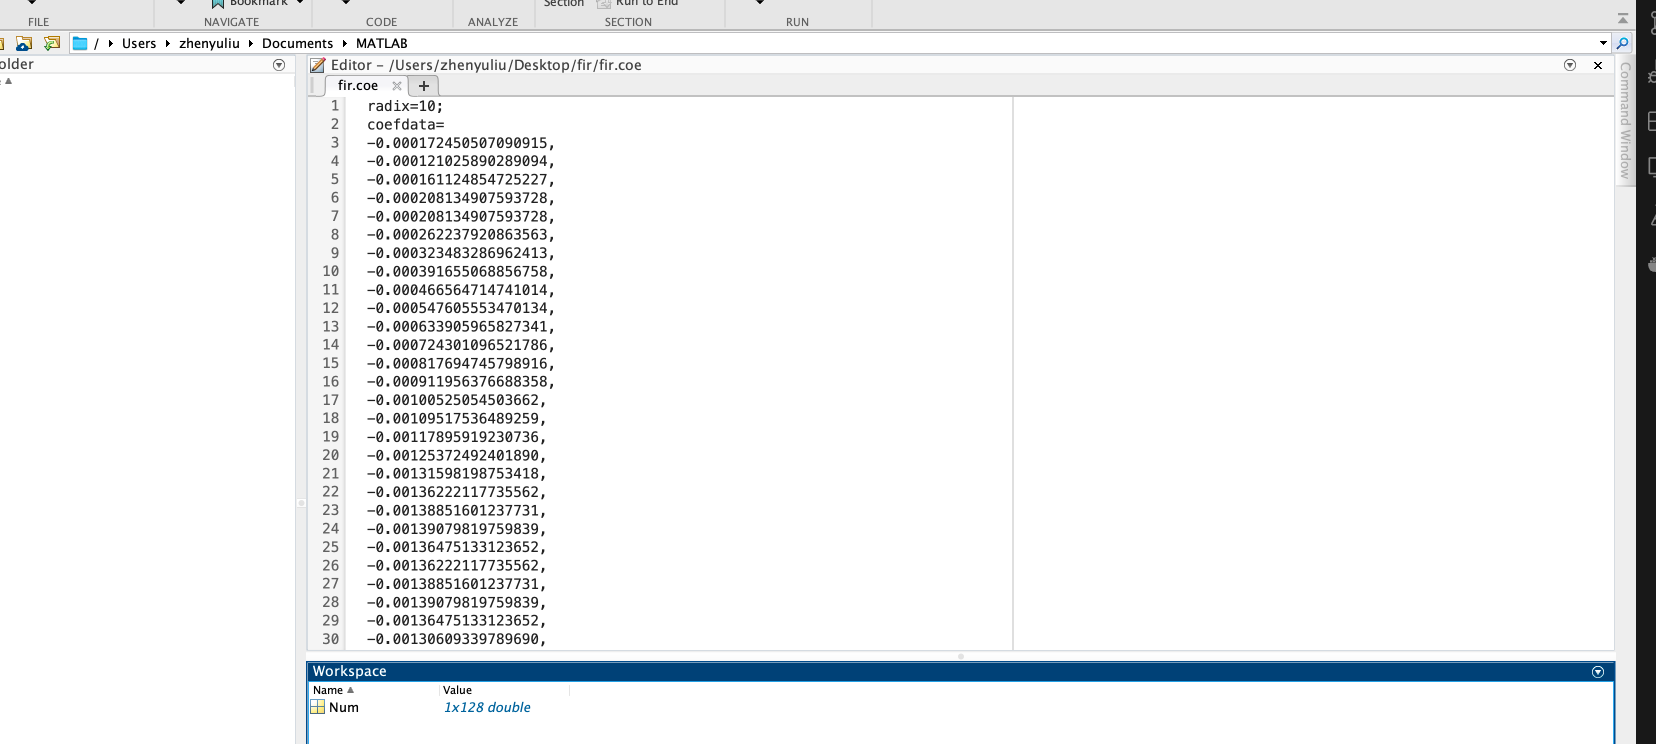 Bookmark
Section
Run to End
FILE
NAVIGATE
CODE
ANALYZE
SECTION
RUN
/ Users zhenyuliu Documents MATLAB
older
Editor - /Users/zhenyuliu/Desktop/fir/fir.coe
fir.coe
+
1 radix=10;
2 coefdata=
3 -0.000172450507090915,
4 -0.000121025890289094,
5 -0.000161124854725227,
6 -0.000208134907593728,
7 -0.000208134907593728,
8 -0.000262237920863563,
9 -0.000323483286962413,
10 -0.000391655068856758,
11 -0.000466564714741014,
12 -0.000547605553470134,
13 -0.000633905965827341,
14 -0.000724301096521786,
15 -0.000817694745798916,
16 -0.000911956376688358,
17 -0.00100525054503662,
18 -0.00109517536489259,
19 -0.00117895919230736,
20 -0.00125372492401890,
21 -0.00131598198753418,
22 -0.00136222117735562,
23 -0.00138851601237731,
24 -0.00139079819759839,
25 -0.00136475133123652,
26 -0.00136222117735562,
27 -0.00138851601237731,
28 -0.00139079819759839,
29 -0.00136475133123652,
30 -0.00130609339789690,
Command Window
Workspace
Name Value
Num 1x128 double